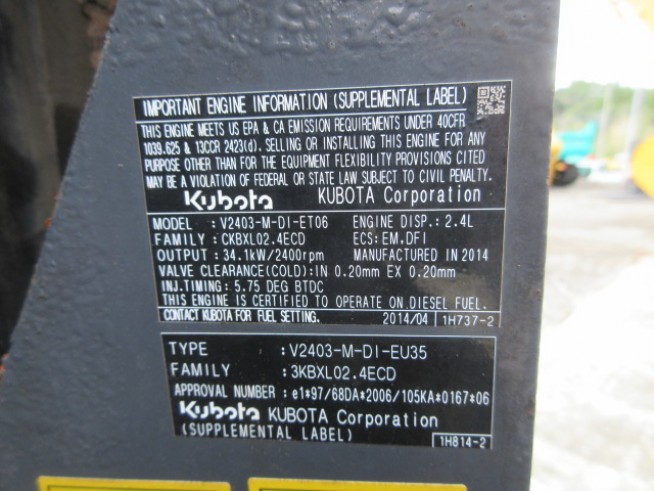 IMPORTANT ENGINE INFORMATION (SUPPLEMENTAL LABEL)
THIS ENGINE MEETS US EPA & CA EMISSION REQUIREMENTS UNDER 40CFR
1039.625 & 13CCR 2423(d). SELLING OR INSTALLING THIS ENGINE FOR ANY
PURPOSE OTHER THAN FOR THE EQUIPMENT FLEXIBILITY PROVISIONS CITED
MAY BE A VIOLATION OF FEDERAL OR STATE LAW SUBJECT TO CIVIL PENALTY.
Kubota KUBOTA Corporation
MODEL : V2403-M-DI-ET06 ENGINE DISP.: 2.4L
FAMILY : CKBXL02.4ECD ECS: EM,DFI
OUTPUT : 34.1kW/2400rpm MANUFACTURED IN 2014
VALVE CLEARANCE(COLD): IN 0.20mm EX 0.20mm
INJ.TIMING: 5.75 DEG BTDC
THIS ENGINE IS CERTIFIED TO OPERATE ON DIESEL FUEL.
CONTACT KUBOTA FOR FUEL SETTING. 2014/04 1H737-2
TYPE : V2403-M-DI-EU35
FAMILY : 3KBXL02.4ECD
APPROVAL NUMBER : e1*97/68DA*2006/105KA*0167*06
Kubota KUBOTA Corporation
(SUPPLEMENTAL LABEL) 1H814-2